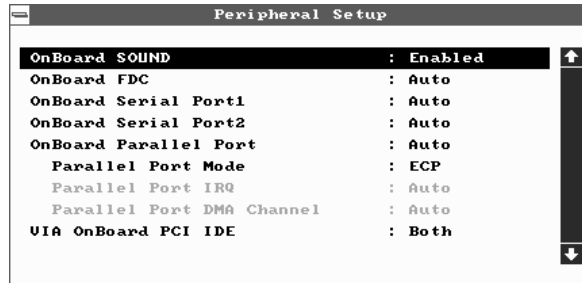 Peripheral Setup
OnBoard SOUND : Enabled
OnBoard FDC : Auto
OnBoard Serial Port1 : Auto
OnBoard Serial Port2 : Auto
OnBoard Parallel Port : Auto
Parallel Port Mode : ECP
Parallel Port IRQ : Auto
Parallel Port DMA Channel : Auto
VIA OnBoard PCI IDE : Both